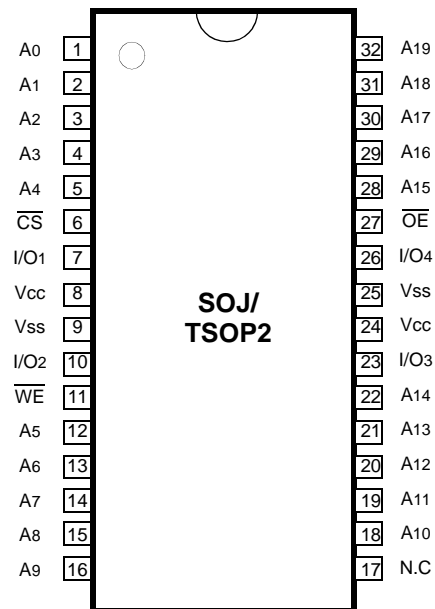 A0 1 32 A19
A1 2 31 A18
A2 3 30 A17
A3 4 29 A16
A4 5 28 A15
C̅S̅ 6 27 O̅E̅
I/O1 7 26 I/O4
Vcc 8 25 Vss
SOJ/
TSOP2
Vss 9 24 Vcc
I/O2 10 23 I/O3
W̅E̅ 11 22 A14
A5 12 21 A13
A6 13 20 A12
A7 14 19 A11
A8 15 18 A10
A9 16 17 N.C